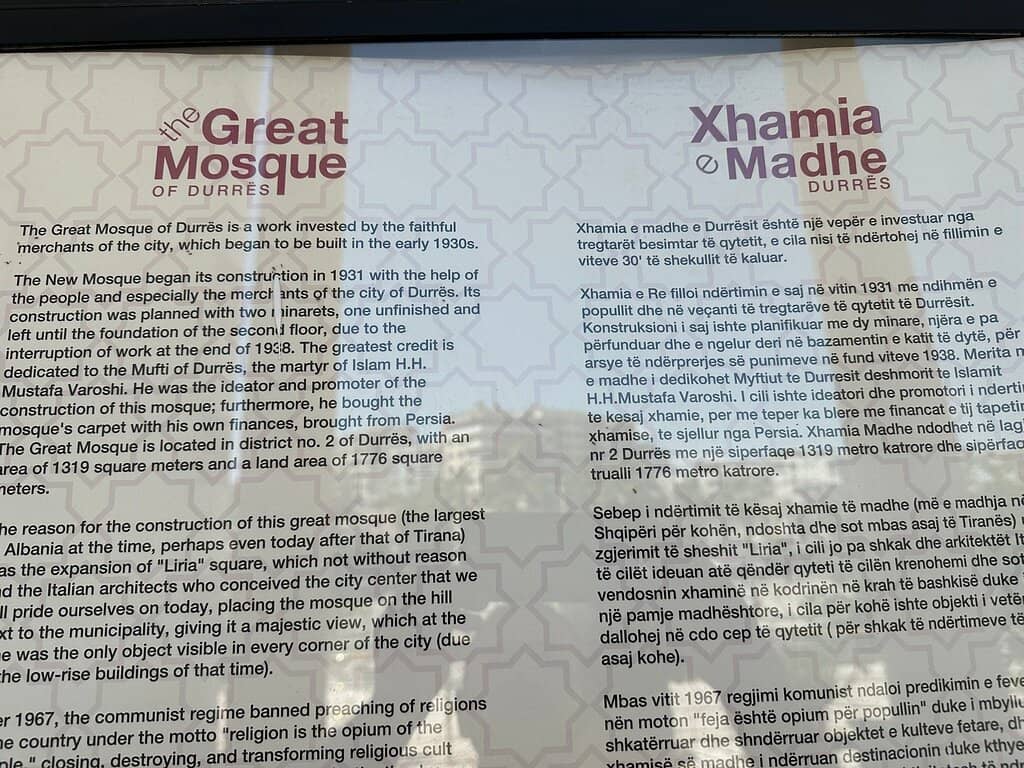 the Great
Mosque
OF DURRËS
The Great Mosque of Durrës is a work invested by the faithful
merchants of the city, which began to be built in the early 1930s.
The New Mosque began its construction in 1931 with the help of
the people and especially the merchants of the city of Durrës. Its
construction was planned with two minarets, one unfinished and
left until the foundation of the second floor, due to the
interruption of work at the end of 1938. The greatest credit is
dedicated to the Mufti of Durrës, the martyr of Islam H.H.
Mustafa Varoshi. He was the ideator and promoter of the
construction of this mosque; furthermore, he bought the
mosque's carpet with his own finances, brought from Persia.
The Great Mosque is located in district no. 2 of Durrës, with an
area of 1319 square meters and a land area of 1776 square
meters.
he reason for the construction of this great mosque (the largest
Albania at the time, perhaps even today after that of Tirana)
as the expansion of "Liria" square, which not without reason
d the Italian architects who conceived the city center that we
ll pride ourselves on today, placing the mosque on the hill
xt to the municipality, giving it a majestic view, which at the
e was the only object visible in every corner of the city (due
the low-rise buildings of that time).
er 1967, the communist regime banned preaching of religions
he country under the motto "religion is the opium of the
ple," closing, destroying, and transforming religious cult
Xhamia
e Madhe
DURRËS
Xhamia e madhe e Durrësit është një vepër e investuar nga
tregtarët besimtar të qytetit, e cila nisi të ndërtohej në fillimin e
viteve 30' të shekullit të kaluar.
Xhamia e Re filloi ndërtimin e saj në vitin 1931 me ndihmën e
popullit dhe në veçanti të tregtarëve të qytetit të Durrësit.
Konstruksioni i saj ishte planifikuar me dy minare, njëra e pa
përfunduar dhe e ngelur deri në bazamentin e katit të dytë, për
arsye të ndërprerjes së punimeve në fund viteve 1938. Merita m
e madhe i dedikohet Myftiut te Durresit deshmorit te Islamit
H.H.Mustafa Varoshi. I cili ishte ideatori dhe promotori i ndertim
te kesaj xhamie, per me teper ka blere me financat e tij tapetin
xhamise, te sjellur nga Persia. Xhamia Madhe ndodhet në lag
nr 2 Durrës me një siperfaqe 1319 metro katrore dhe sipërfaq
trualli 1776 metro katrore.
Sebep i ndërtimit të kësaj xhamie të madhe (më e madhja në
Shqipëri për kohën, ndoshta dhe sot mbas asaj të Tiranës)
zgjerimit të sheshit "Liria", i cili jo pa shkak dhe arkitektët It
të cilët ideuan atë qëndër qyteti të cilën krenohemi dhe sot
vendosnin xhaminë në kodrinën në krah të bashkisë duke
një pamje madhështore, i cila për kohë ishte objekti i vetëm
dallohej në cdo cep të qytetit ( për shkak të ndërtimeve të
asaj kohe).
Mbas vitit 1967 regjimi komunist ndaloi predikimin e feve
nën moton "feja është opium për popullin" duke i mbyllu
shkatërruar dhe shndërruar objektet e kulteve fetare, dh
xhamisë së madhe i ndërruan destinacionin duke kthye